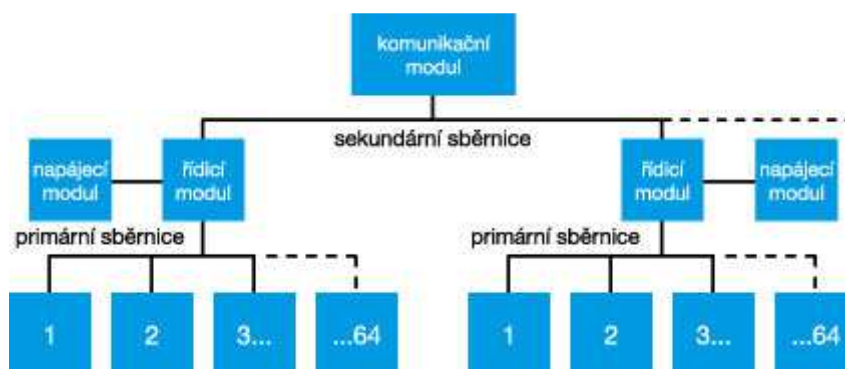 komunikační
modul
sekundární sběrnice
napájecí
modul
řídicí
modul
řídicí
modul
napájecí
modul
primární sběrnice
primární sběrnice
1
2
3...
...64
1
2
3...
...64